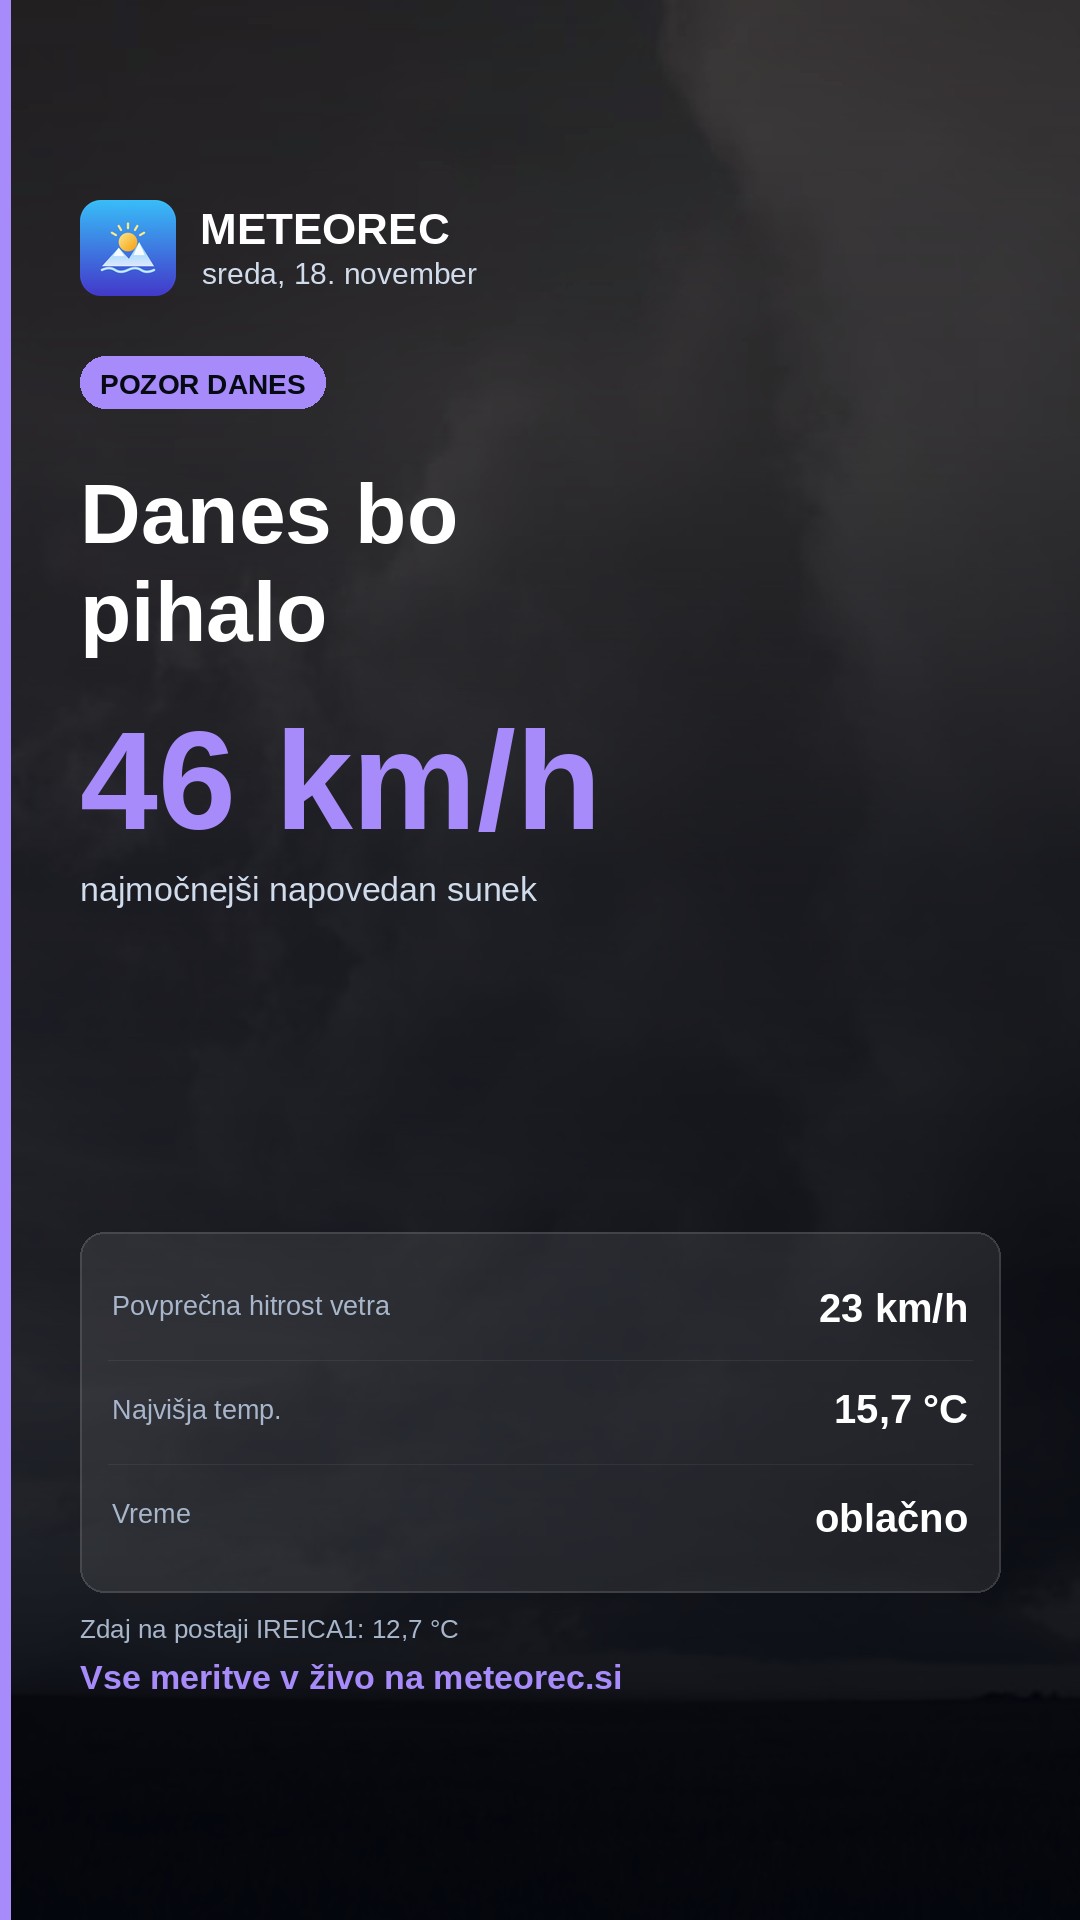 METEOREC
sreda, 18. november
POZOR DANES
Danes bo
pihalo
46 km/h
najmočnejši napovedan sunek
Povprečna hitrost vetra 23 km/h
Najvišja temp. 15,7 °C
Vreme oblačno
Zdaj na postaji IREICA1: 12,7 °C
Vse meritve v živo na meteorec.si